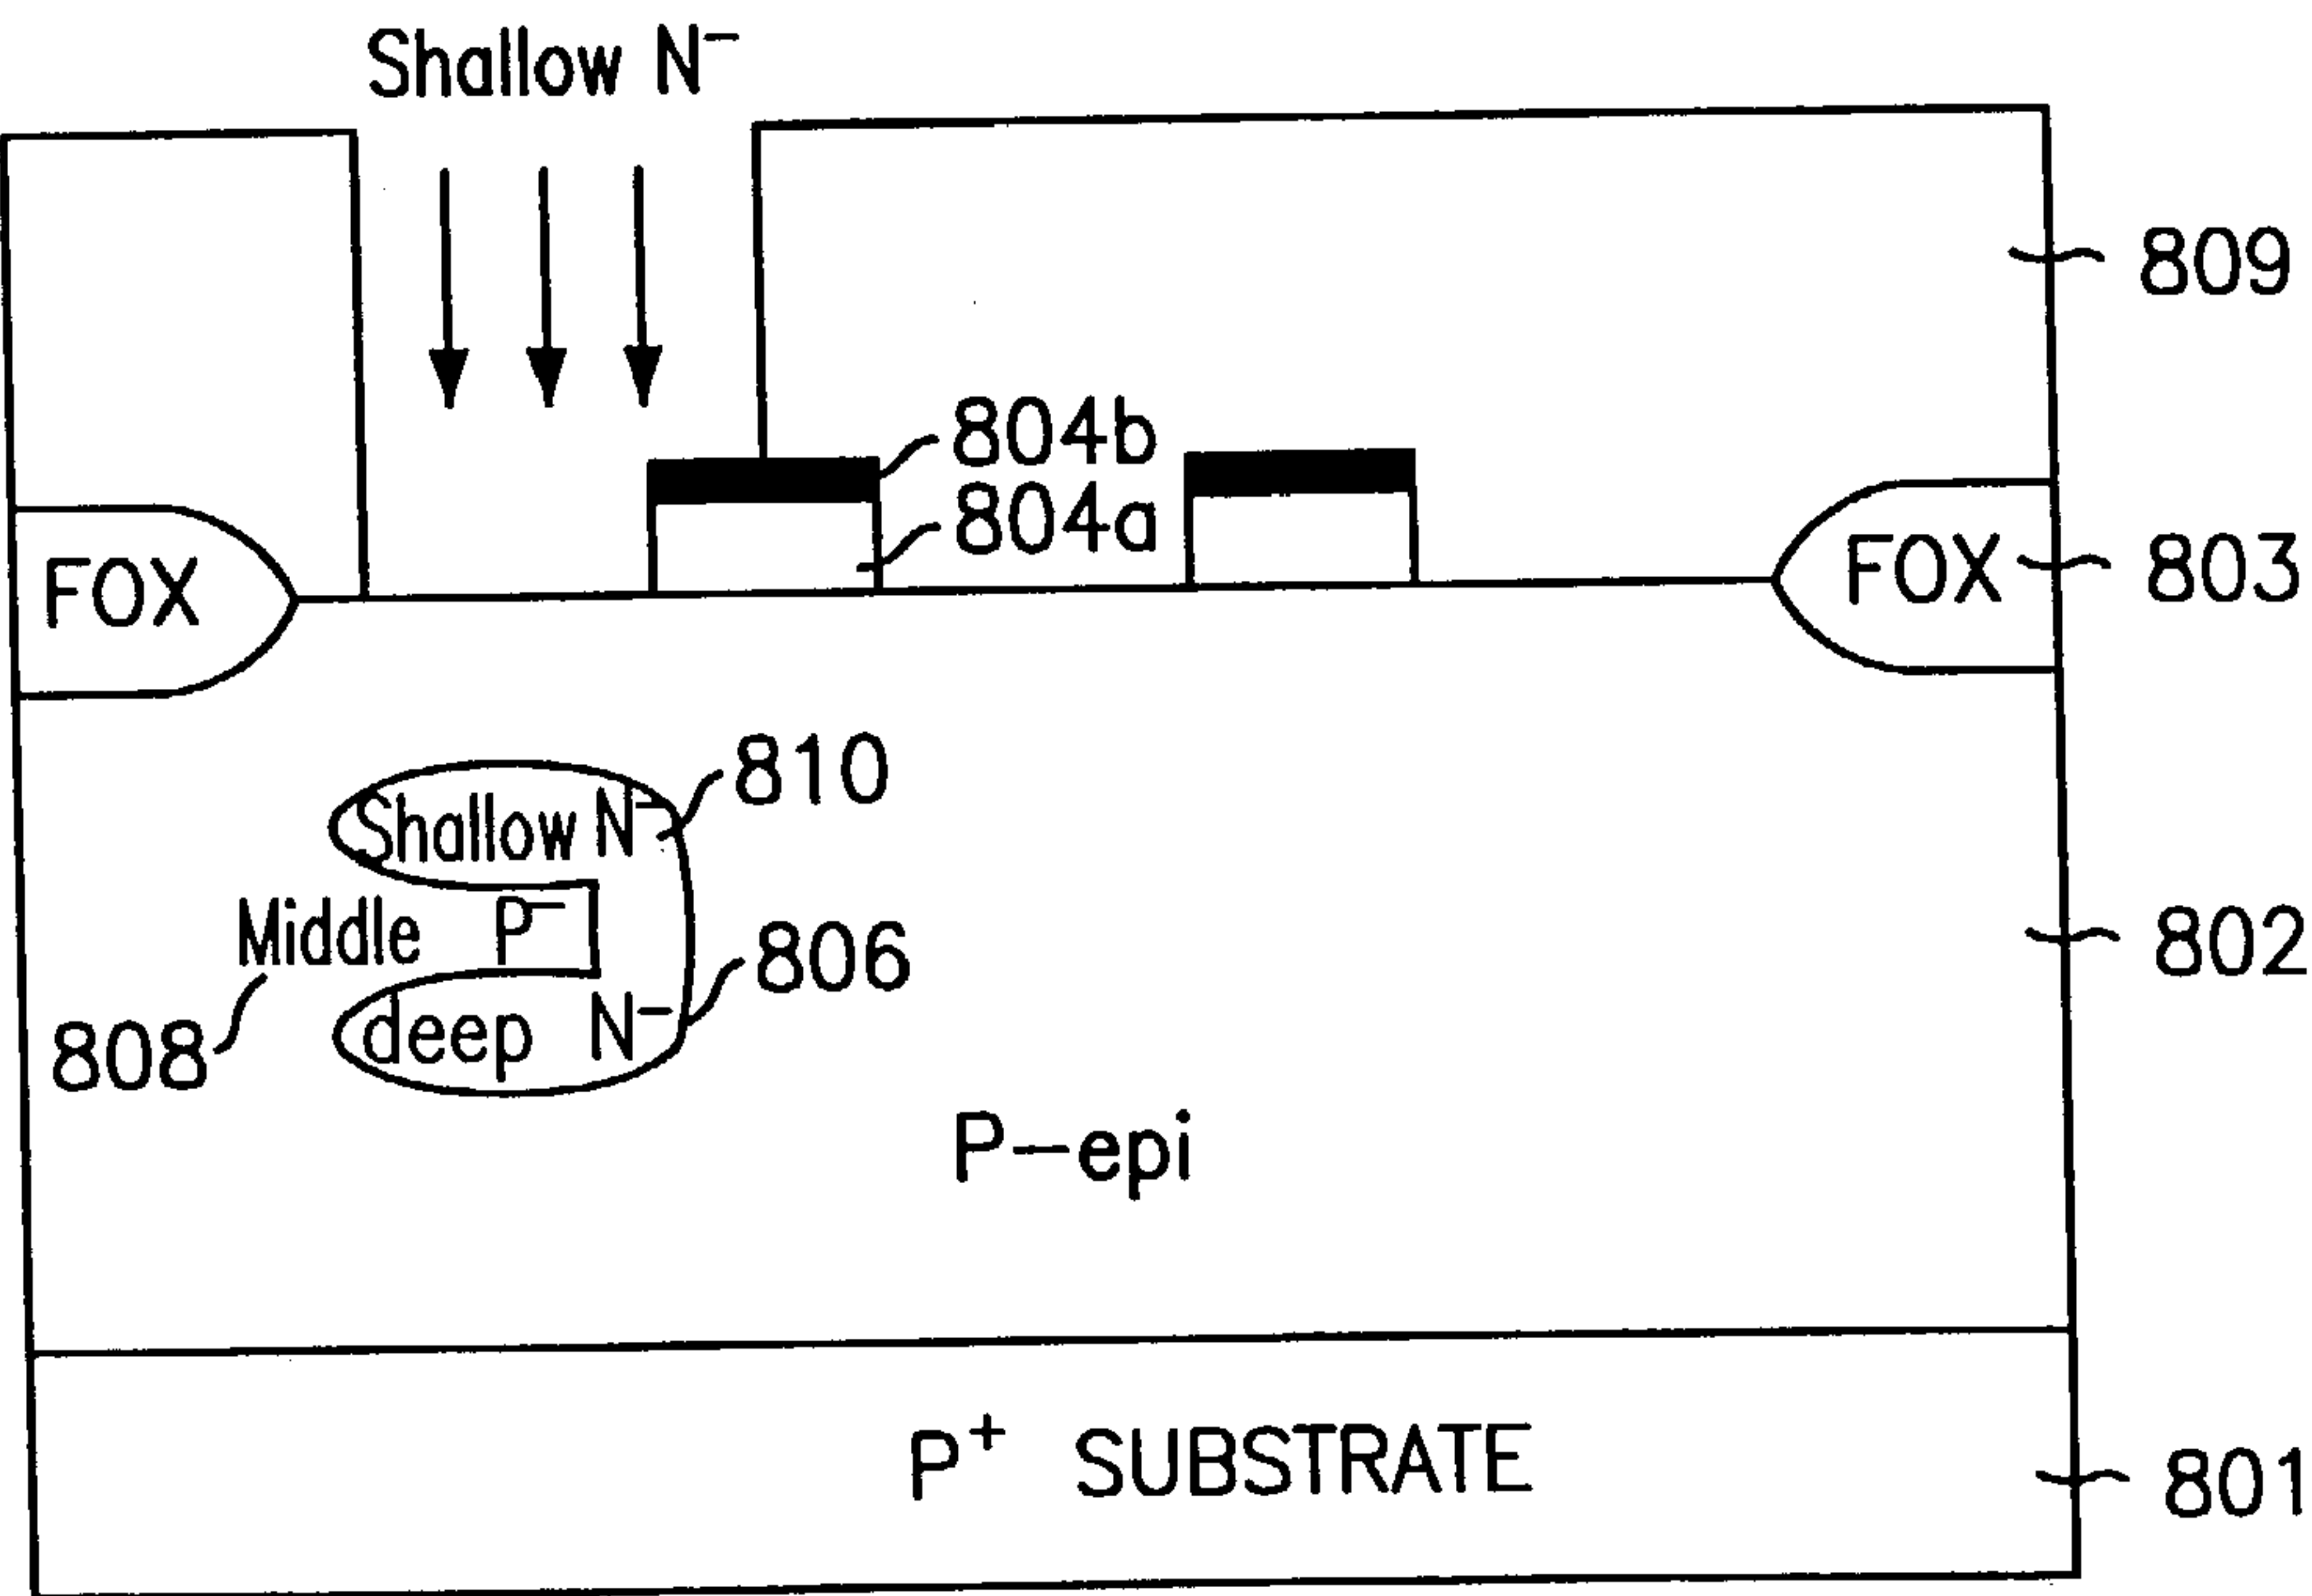 Shallow N⁻
809
804b
804a
FOX
FOX
803
810
Shallow N⁻
Middle P⁻
802
806
deep N⁻
808
P-epi
P⁺ SUBSTRATE
801